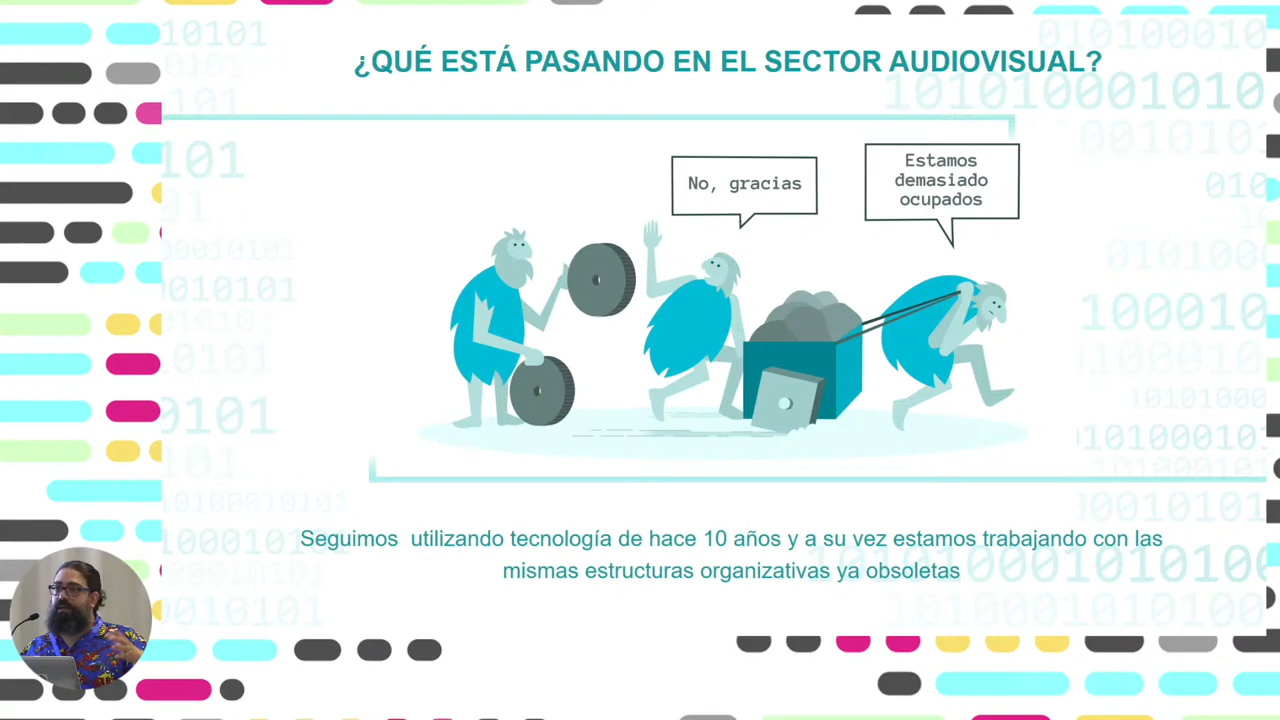 ¿QUÉ ESTÁ PASANDO EN EL SECTOR AUDIOVISUAL?
No, gracias
Estamos
demasiado
ocupados
Seguimos  utilizando tecnología de hace 10 años y a su vez estamos trabajando con las
mismas estructuras organizativas ya obsoletas